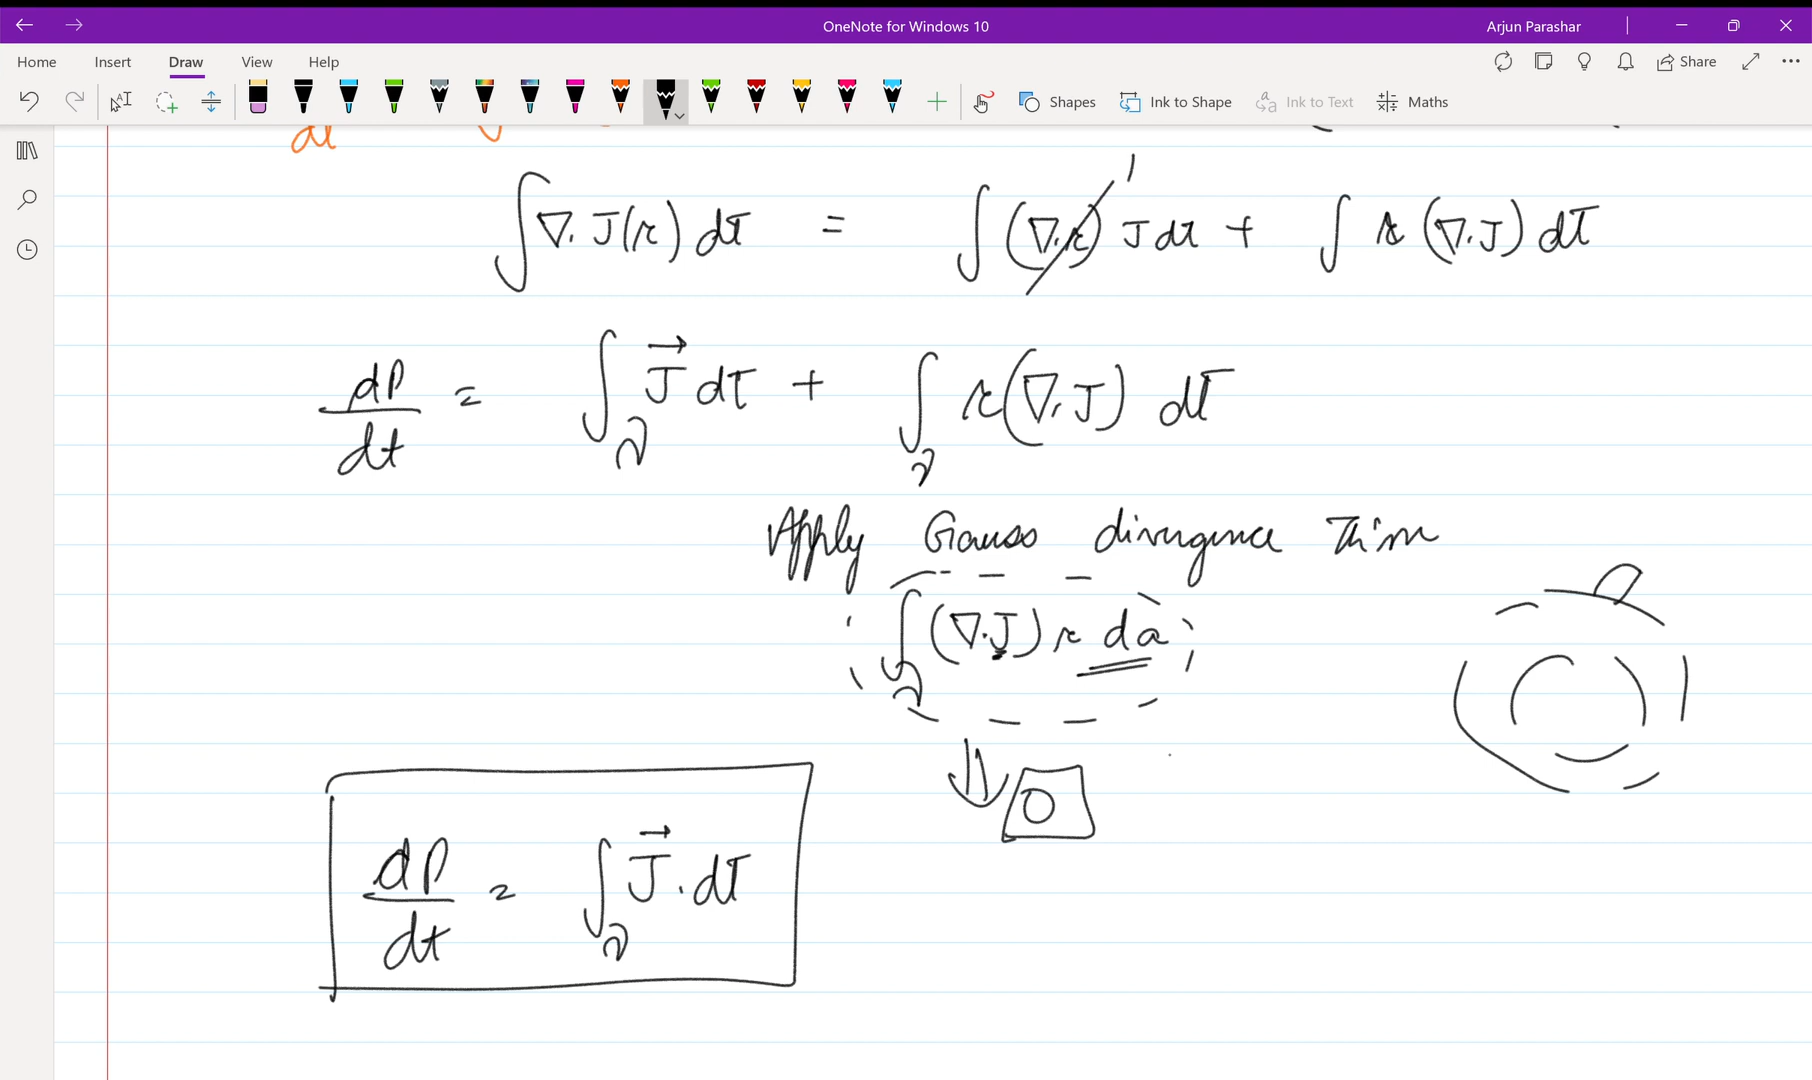 OneNote for Windows 10
Arjun Parashar
Home Insert Draw View Help
Share
Shapes Ink to Shape Ink to Text Maths
∫∇.J(r) dτ = ∫(∇.r) J dτ + ∫ r (∇.J) dτ
1
dP/dt = ∫ J⃗ dτ + ∫ r(∇.J) dτ
Apply Gauss divergence
∫(∇.J) r da
⇓ 0
dP/dt = ∫ J⃗ . dτ